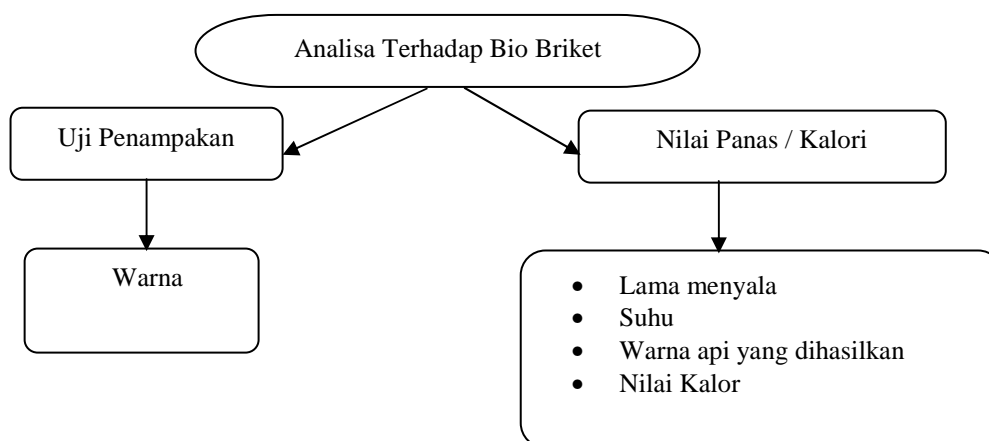 Analisa Terhadap Bio Briket
Uji Penampakan
Nilai Panas / Kalori
Warna
• Lama menyala
• Suhu
• Warna api yang dihasilkan
• Nilai Kalor